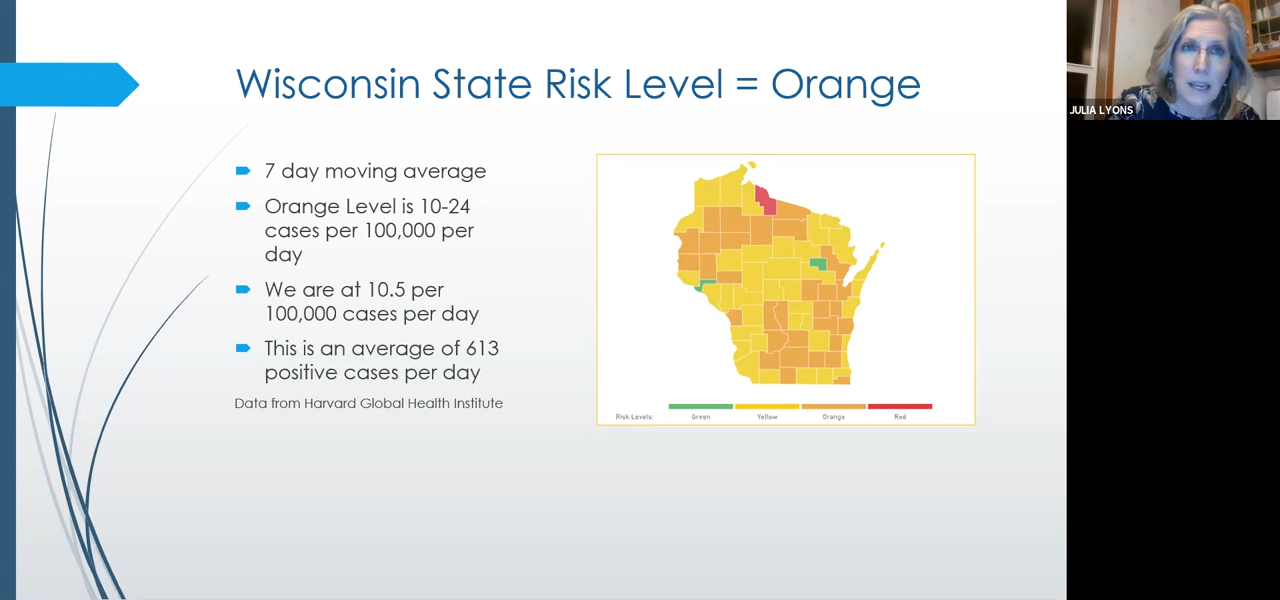 Wisconsin State Risk Level = Orange
7 day moving average
Orange Level is 10-24
cases per 100,000 per
day
We are at 10.5 per
100,000 cases per day
This is an average of 613
positive cases per day
Data from Harvard Global Health Institute
Risk Levels:
Green
Yellow
Orange
Red
JULIA LYONS